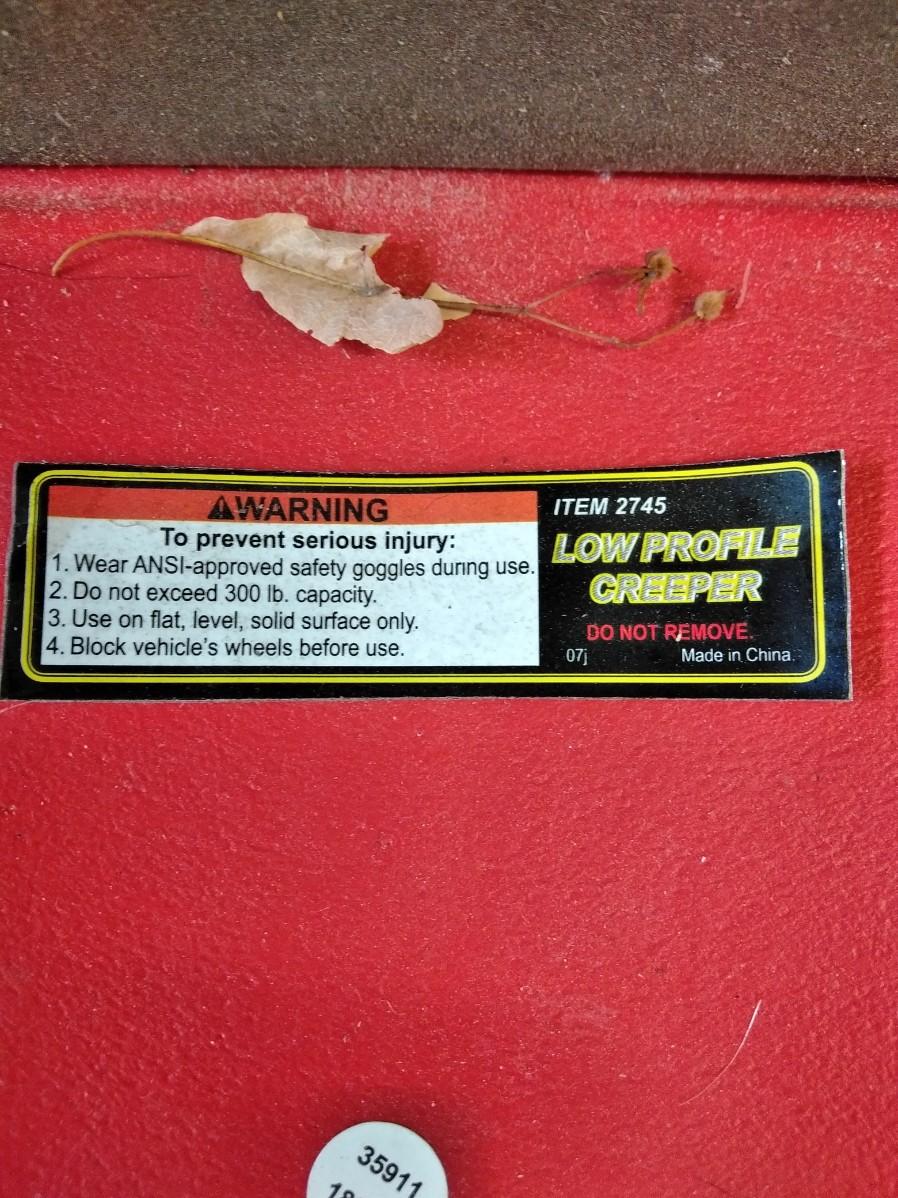 WARNING
To prevent serious injury:
1. Wear ANSI-approved safety goggles during use.
2. Do not exceed 300 lb. capacity.
3. Use on flat, level, solid surface only.
4. Block vehicle's wheels before use.
ITEM 2745
LOW PROFILE
CREEPER
DO NOT REMOVE.
07j Made in China.
35911